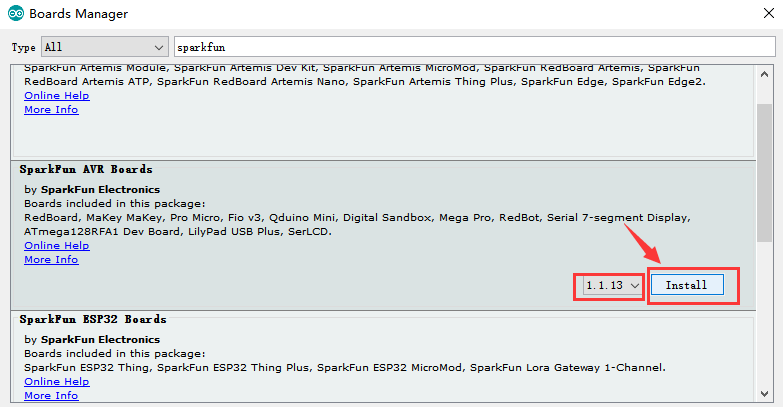 Boards Manager
Type All sparkfun
SparkFun Artemis Module, SparkFun Artemis Dev Kit, SparkFun Artemis MicroMod, SparkFun RedBoard Artemis, SparkFun
RedBoard Artemis ATP, SparkFun RedBoard Artemis Nano, SparkFun Artemis Thing Plus, SparkFun Edge, SparkFun Edge2.
Online Help
More Info
SparkFun AVR Boards
by SparkFun Electronics
Boards included in this package:
RedBoard, MaKey MaKey, Pro Micro, Fio v3, Qduino Mini, Digital Sandbox, Mega Pro, RedBot, Serial 7-segment Display,
ATmega128RFA1 Dev Board, LilyPad USB Plus, SerLCD.
Online Help
More Info
1.1.13 Install
SparkFun ESP32 Boards
by SparkFun Electronics
Boards included in this package:
SparkFun ESP32 Thing, SparkFun ESP32 Thing Plus, SparkFun ESP32 MicroMod, SparkFun Lora Gateway 1-Channel.
Online Help
More Info